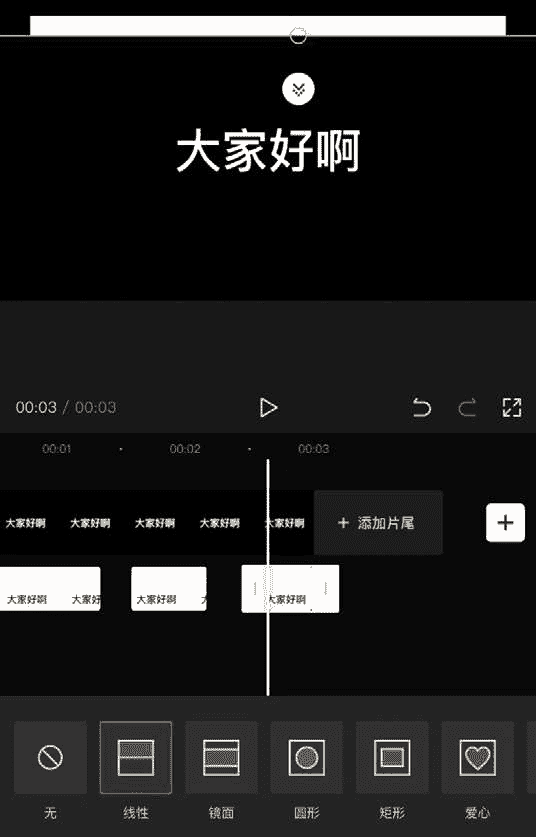 大家好啊
00:03 / 00:03
00:01 00:02 00:03
大家好啊 大家好啊 大家好啊 大家好啊 大家好啊 + 添加片尾 +
大家好啊 大家好 大家好啊 大家好啊
无 线性 镜面 圆形 矩形 爱心